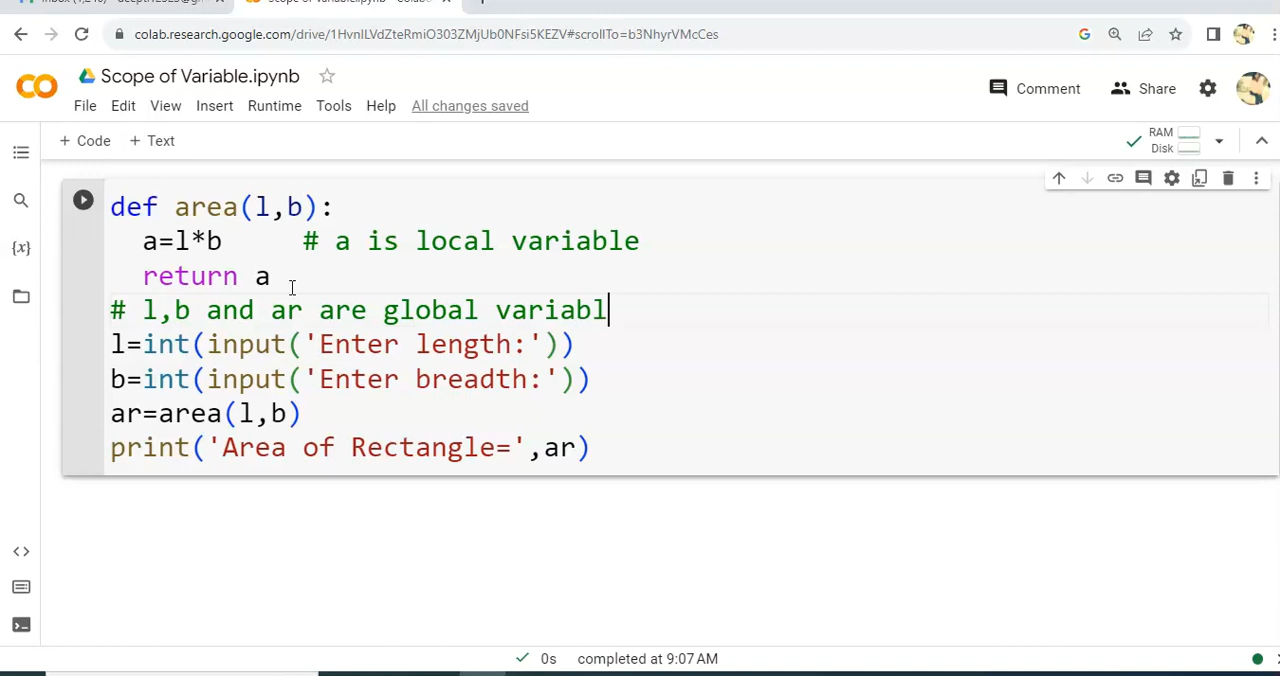 colab.research.google.com/drive/1HvnILVdZteRmiO303ZMjUb0NFsi5KEZV#scrollTo=b3NhyrVMcCes
Scope of Variable.ipynb
File Edit View Insert Runtime Tools Help All changes saved
Comment Share
+ Code + Text
RAM
Disk
def area(l,b):
a=l*b # a is local variable
return a
# l,b and ar are global variabl
l=int(input('Enter length:'))
b=int(input('Enter breadth:'))
ar=area(l,b)
print('Area of Rectangle=',ar)
{x}
0s completed at 9:07 AM